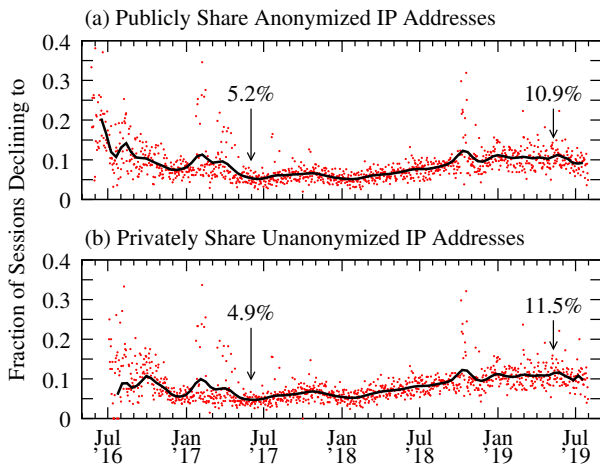 (a) Publicly Share Anonymized IP Addresses
0.4
0.3
0.2
0.1
0
5.2%
10.9%
Fraction of Sessions Declining to
(b) Privately Share Unanonymized IP Addresses
0.4
0.3
0.2
0.1
0
4.9%
11.5%
Jul Jan Jul Jan Jul Jan Jul
'16 '17 '17 '18 '18 '19 '19